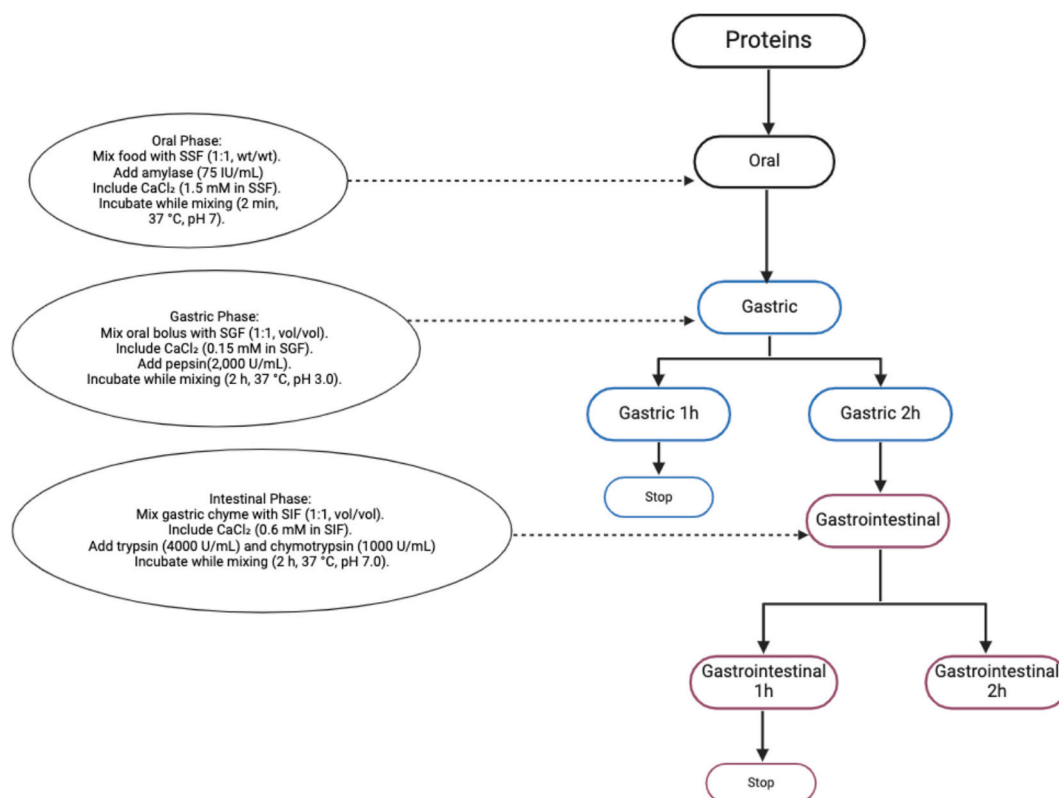 Proteins
Oral Phase:
Mix food with SSF (1:1, wt/wt).
Add amylase (75 IU/mL)
Include CaCl₂ (1.5 mM in SSF).
Incubate while mixing (2 min,
37 °C, pH 7).
Oral
Gastric Phase:
Mix oral bolus with SGF (1:1, vol/vol).
Include CaCl₂ (0.15 mM in SGF).
Add pepsin(2,000 U/mL).
Incubate while mixing (2 h, 37 °C, pH 3.0).
Gastric
Gastric 1h
Gastric 2h
Stop
Intestinal Phase:
Mix gastric chyme with SIF (1:1, vol/vol).
Include CaCl₂ (0.6 mM in SIF).
Add trypsin (4000 U/mL) and chymotrypsin (1000 U/mL)
Incubate while mixing (2 h, 37 °C, pH 7.0).
Gastrointestinal
Gastrointestinal
1h
Gastrointestinal
2h
Stop